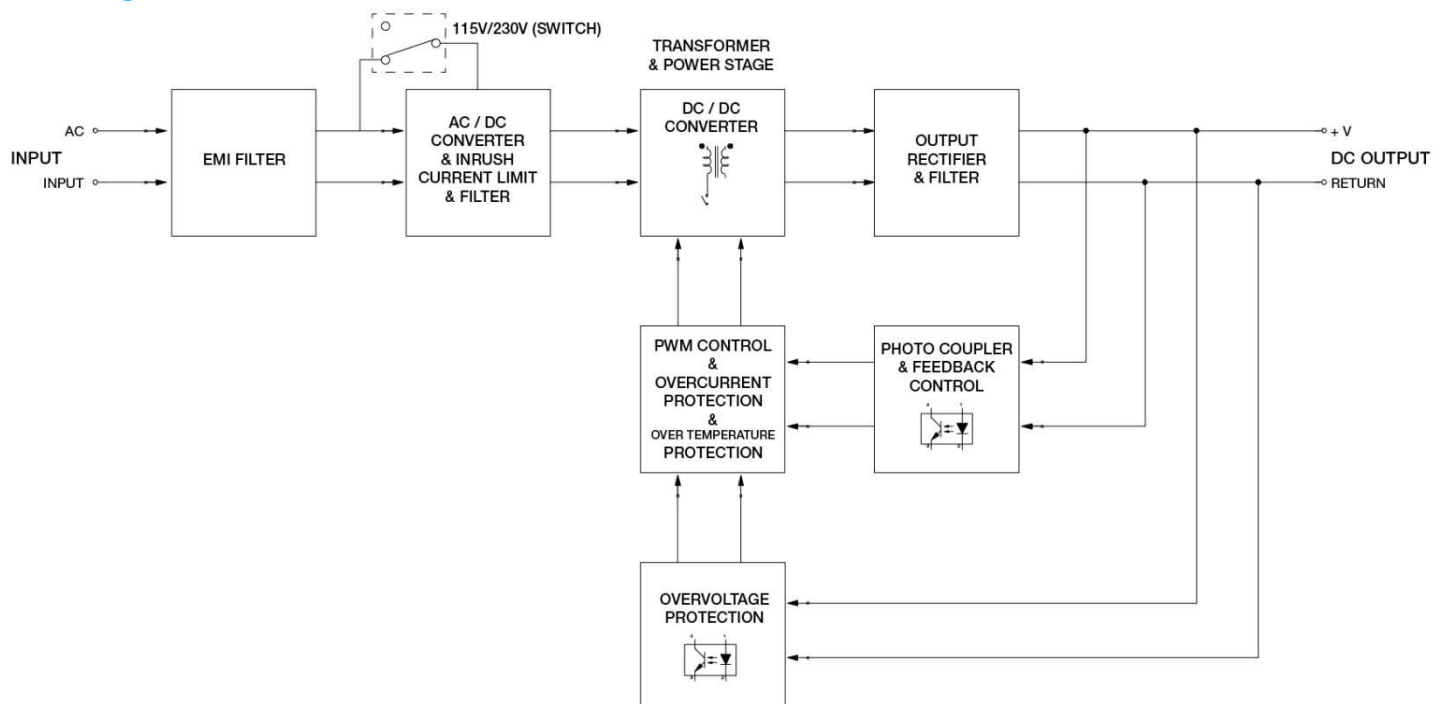 115V/230V (SWITCH)
TRANSFORMER
& POWER STAGE
AC
INPUT
INPUT
EMI FILTER
AC / DC
CONVERTER
& INRUSH
CURRENT LIMIT
& FILTER
DC / DC
CONVERTER
OUTPUT
RECTIFIER
& FILTER
+ V
DC OUTPUT
RETURN
PWM CONTROL
&
OVERCURRENT
PROTECTION
&
OVER TEMPERATURE
PROTECTION
PHOTO COUPLER
& FEEDBACK
CONTROL
OVERVOLTAGE
PROTECTION